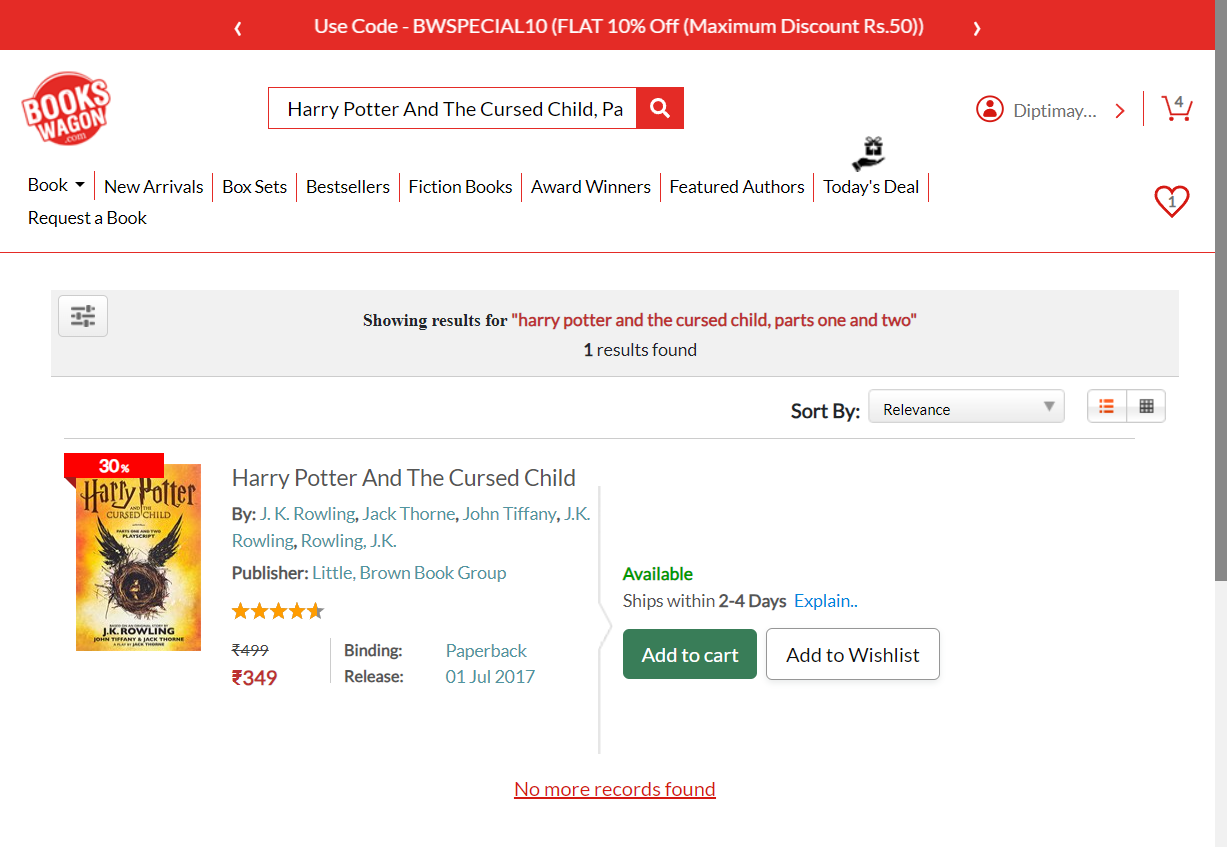 Use Code - BWSPECIAL10 (FLAT 10% Off (Maximum Discount Rs.50))
BOOKS
WAGON
.com
Harry Potter And The Cursed Child, Pa
Diptimay...
4
Book
New Arrivals
Box Sets
Bestsellers
Fiction Books
Award Winners
Featured Authors
Today's Deal
Request a Book
1
Showing results for "harry potter and the cursed child, parts one and two"
1 results found
Sort By:
Relevance
30%
Harry Potter
AND THE
CURSED CHILD
PARTS ONE AND TWO
PLAYSCRIPT
BASED ON AN ORIGINAL STORY BY
J.K.ROWLING
JOHN TIFFANY & JACK THORNE
A PLAY BY JACK THORNE
Harry Potter And The Cursed Child
By: J. K. Rowling, Jack Thorne, John Tiffany, J.K.
Rowling, Rowling, J.K.
Publisher: Little, Brown Book Group
₹499
₹349
Binding: Paperback
Release: 01 Jul 2017
Available
Ships within 2-4 Days Explain..
Add to cart
Add to Wishlist
No more records found